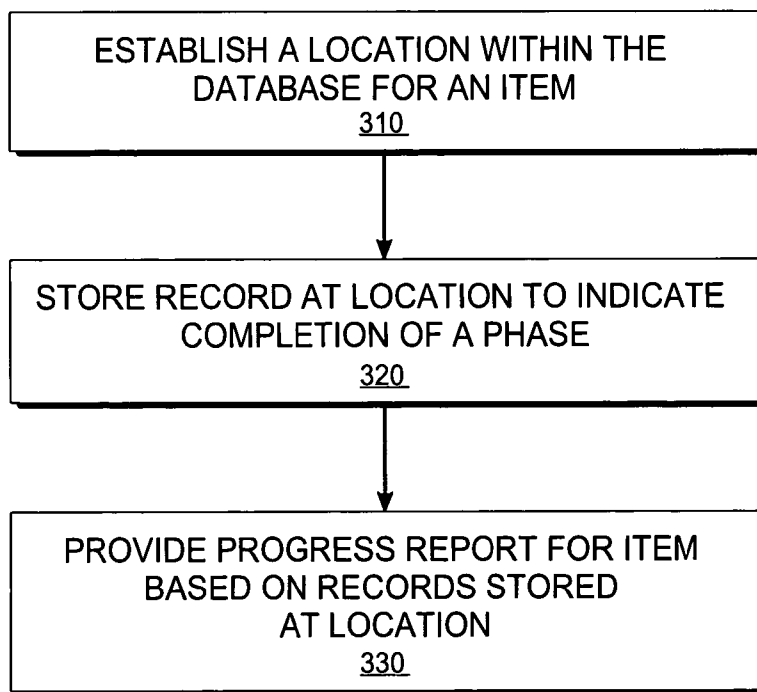 ESTABLISH A LOCATION WITHIN THE
DATABASE FOR AN ITEM
310
STORE RECORD AT LOCATION TO INDICATE
COMPLETION OF A PHASE
320
PROVIDE PROGRESS REPORT FOR ITEM
BASED ON RECORDS STORED
AT LOCATION
330